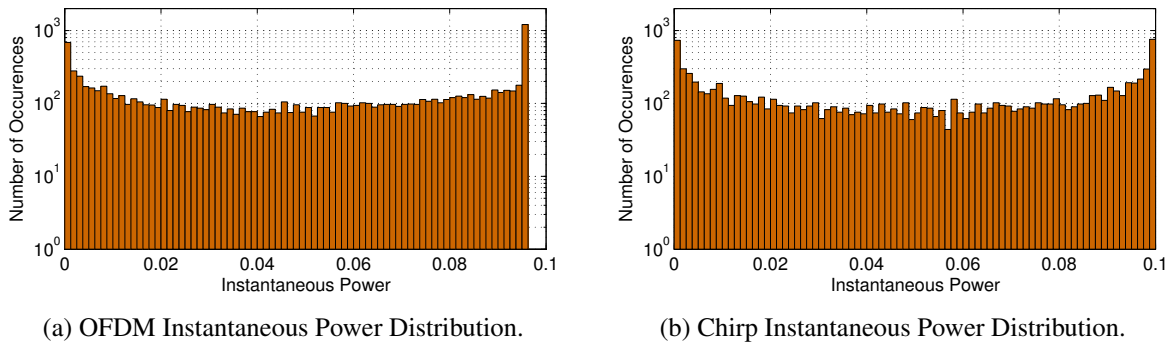 Number of Occurences
10^3
10^2
10^1
10^0
0 0.02 0.04 0.06 0.08 0.1
Instantaneous Power
(a) OFDM Instantaneous Power Distribution.
Number of Occurences
10^3
10^2
10^1
10^0
0 0.02 0.04 0.06 0.08 0.1
Instantaneous Power
(b) Chirp Instantaneous Power Distribution.